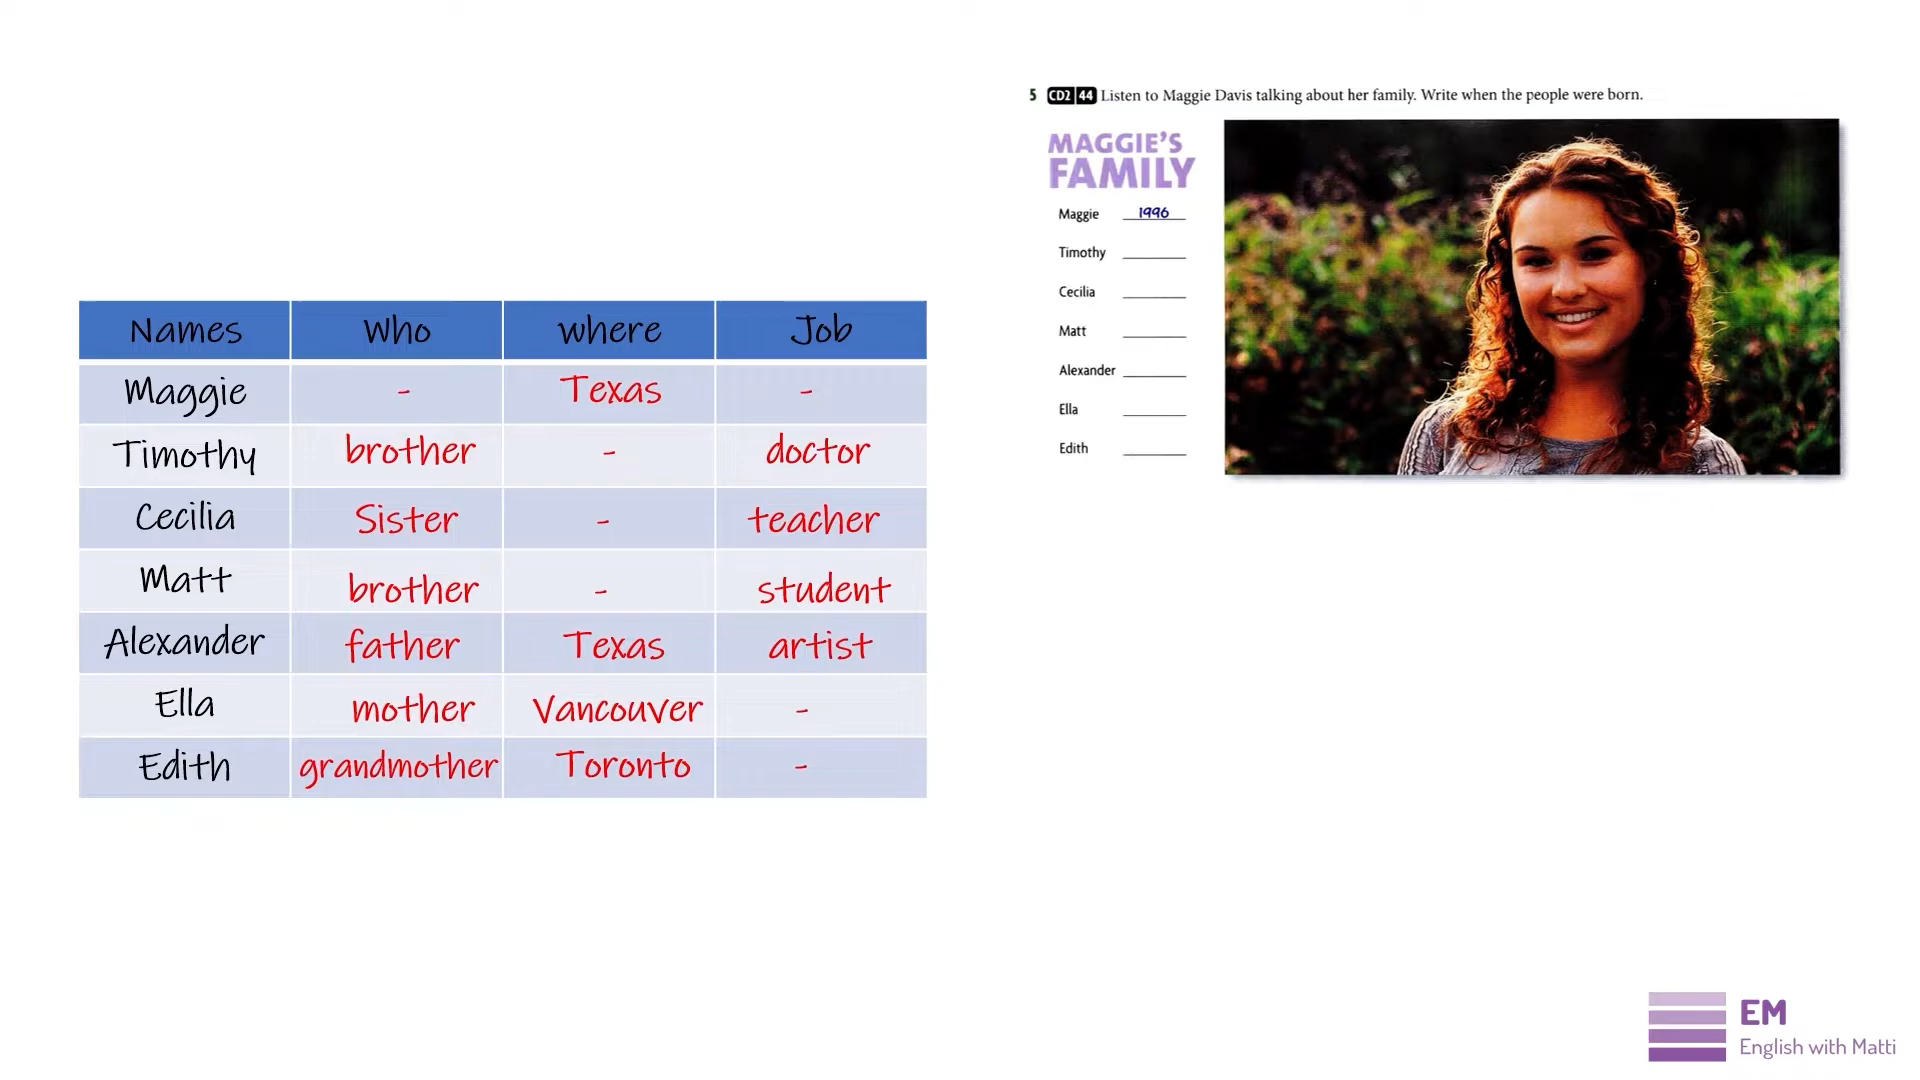 5 CD2 44 Listen to Maggie Davis talking about her family. Write when the people were born.
MAGGIE'S
FAMILY
Maggie 1996
Timothy
Cecilia
Matt
Alexander
Ella
Edith
Names Who where Job
Maggie - Texas -
Timothy brother - doctor
Cecilia Sister - teacher
Matt brother - student
Alexander father Texas artist
Ella mother Vancouver -
Edith grandmother Toronto -
EM
English with Matti